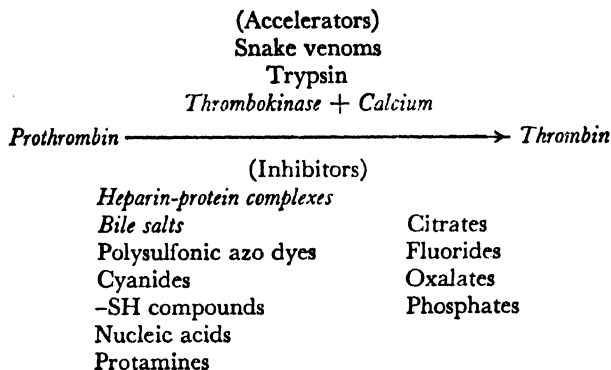 (Accelerators)
Snake venoms
Trypsin
Thrombokinase + Calcium
Prothrombin Thrombin
(Inhibitors)
Heparin-protein complexes
Bile salts Citrates
Polysulfonic azo dyes Fluorides
Cyanides Oxalates
-SH compounds Phosphates
Nucleic acids
Protamines